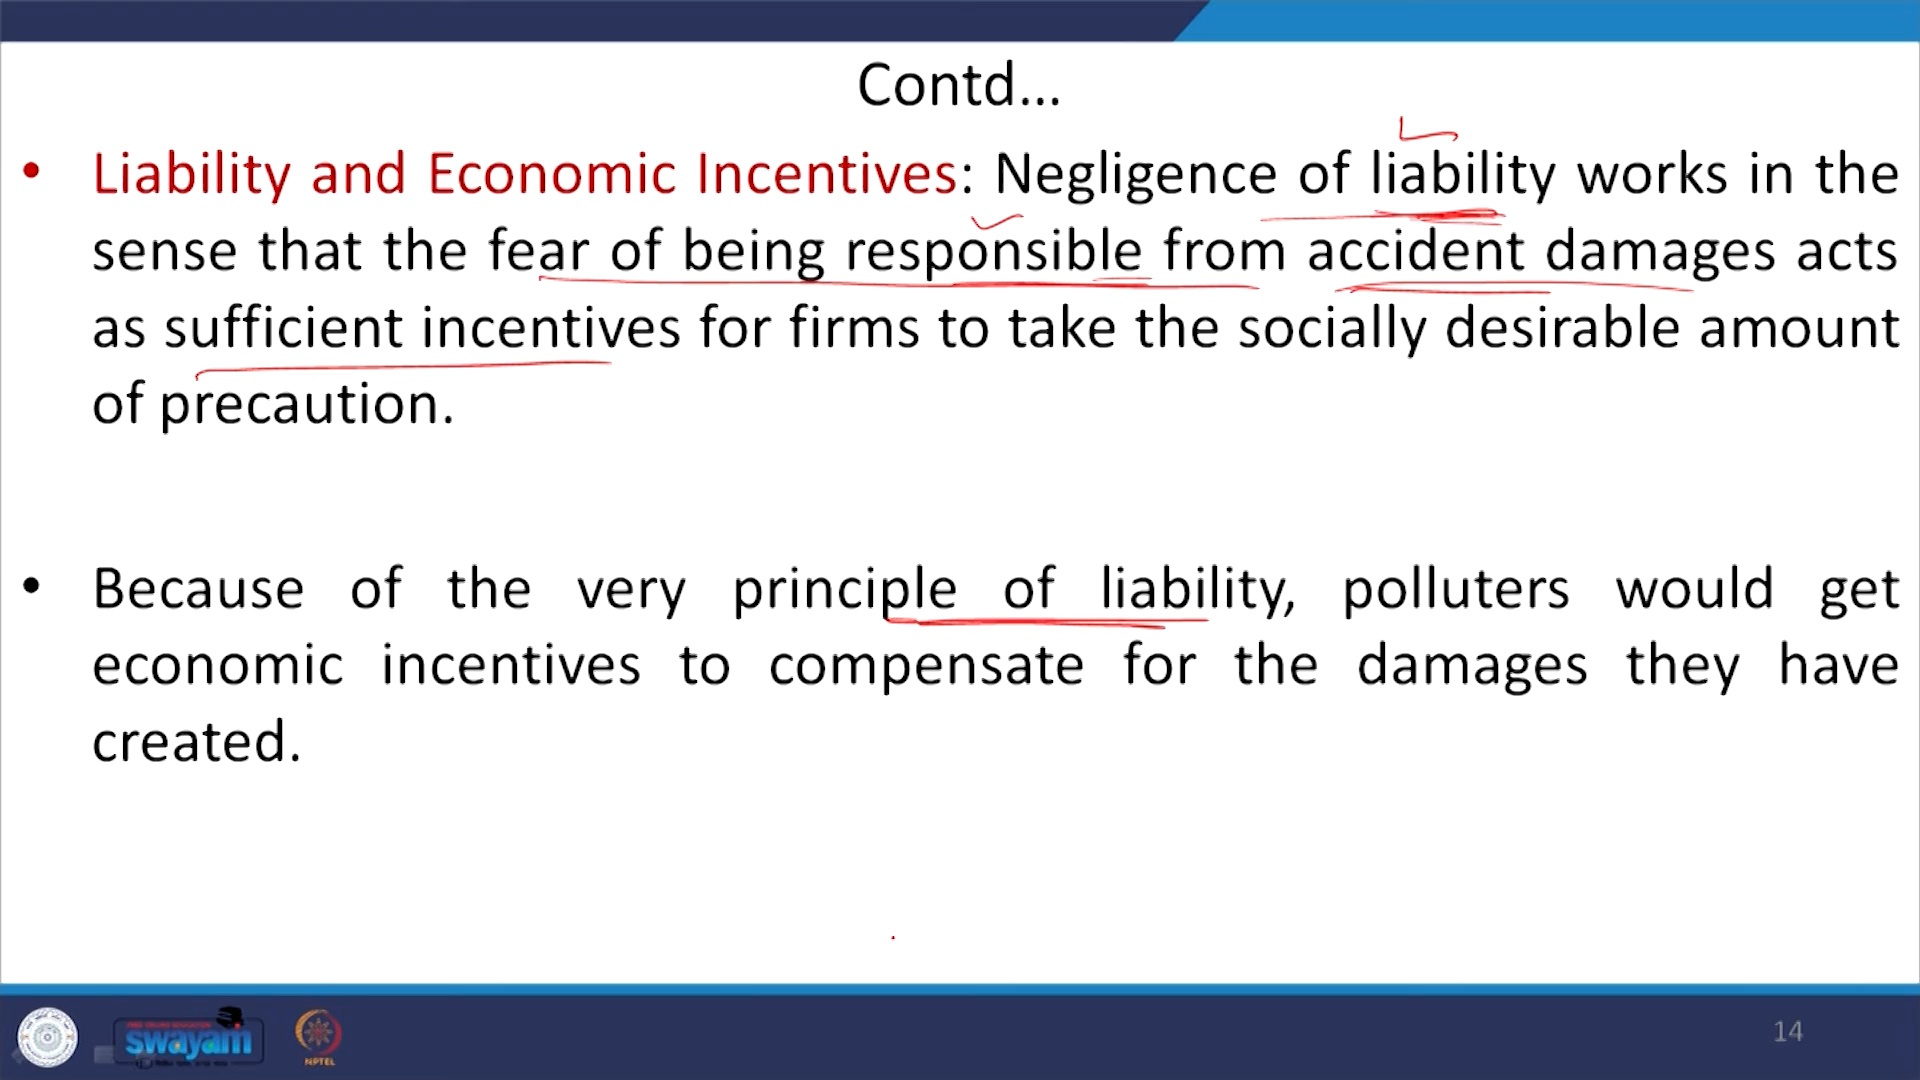 Contd...
• Liability and Economic Incentives: Negligence of liability works in the
sense that the fear of being responsible from accident damages acts
as sufficient incentives for firms to take the socially desirable amount
of precaution.
• Because of the very principle of liability, polluters would get
economic incentives to compensate for the damages they have
created.
FREE ONLINE EDUCATION
swayam
NPTEL
14